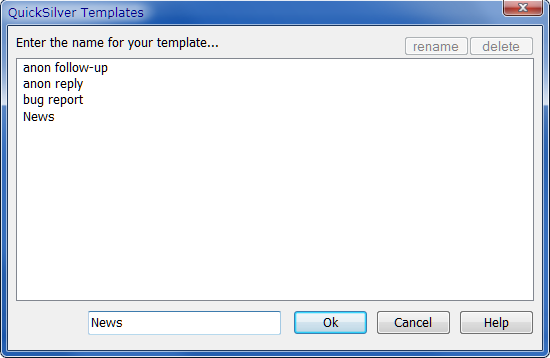 QuickSilver Templates
Enter the name for your template...
rename
delete
anon follow-up
anon reply
bug report
News
News
Ok
Cancel
Help